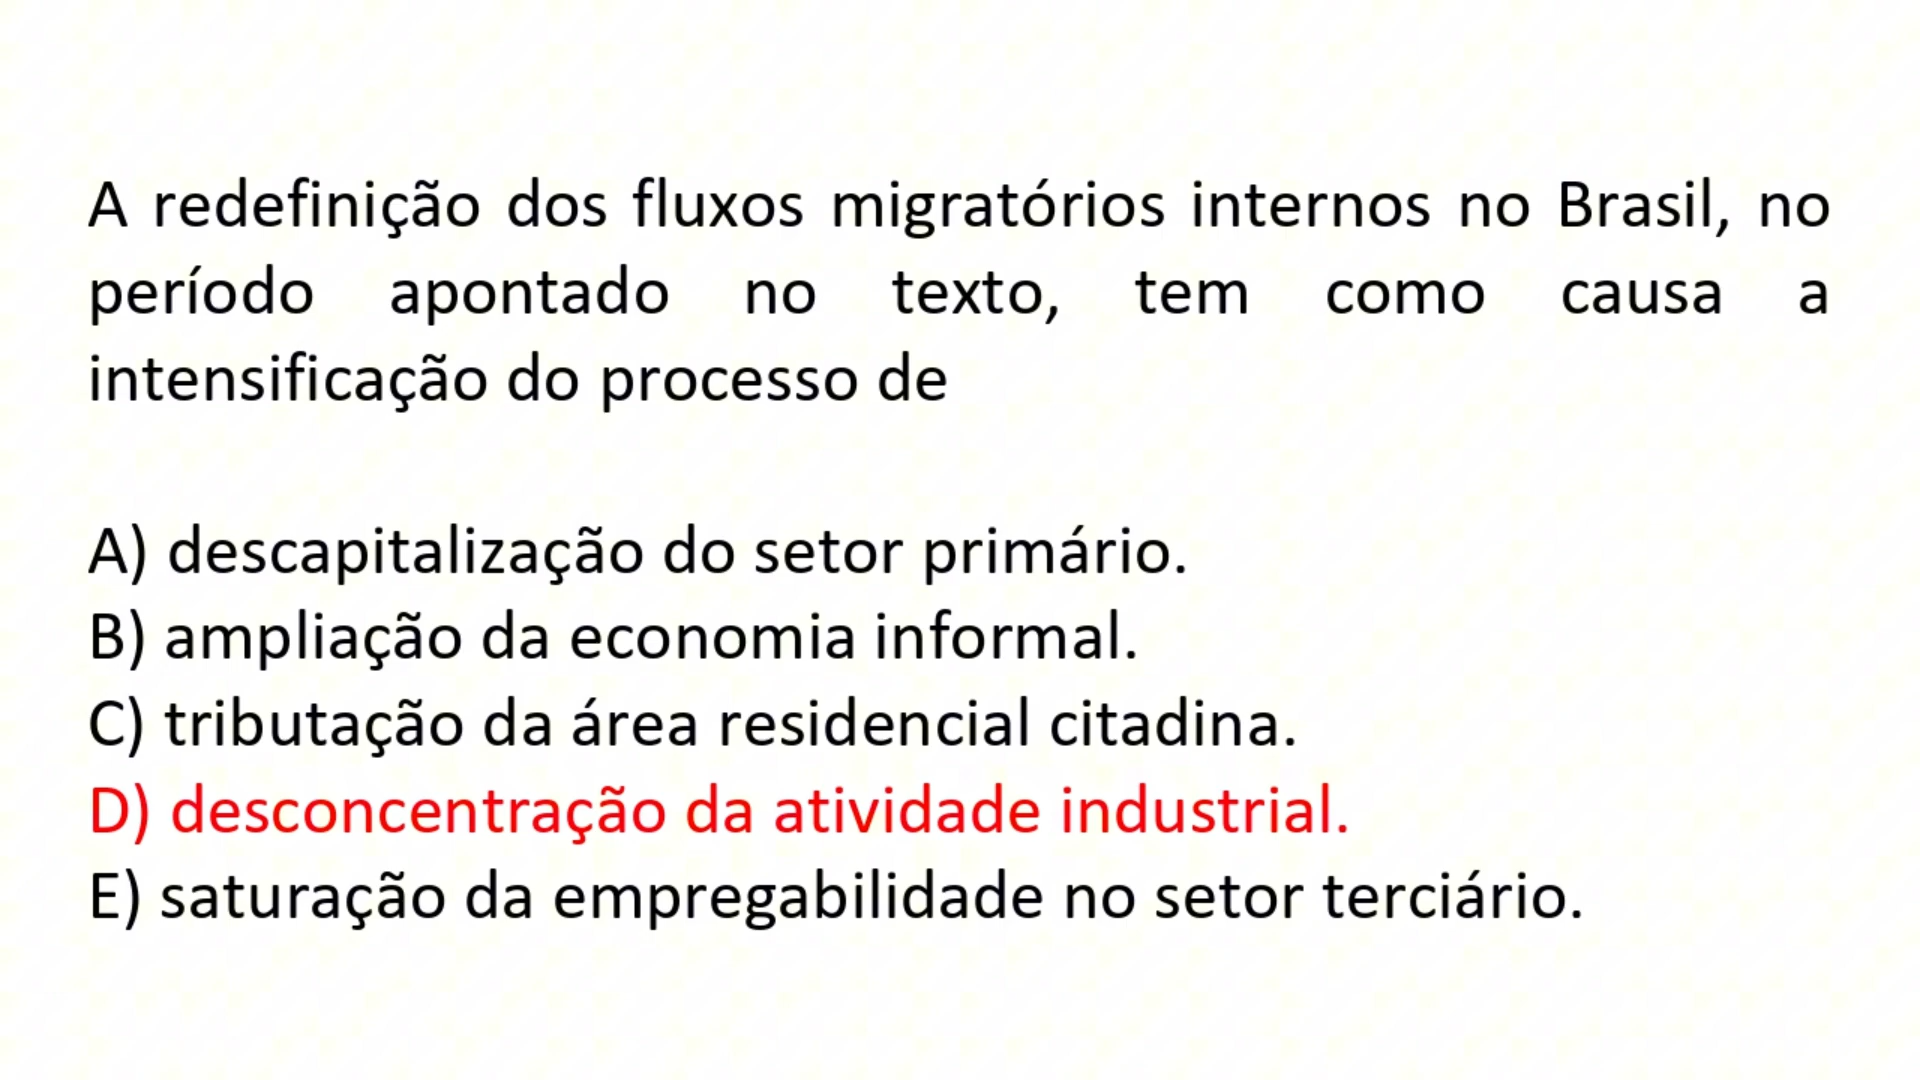 A redefinição dos fluxos migratórios internos no Brasil, no
período apontado no texto, tem como causa a
intensificação do processo de
A) descapitalização do setor primário.
B) ampliação da economia informal.
C) tributação da área residencial citadina.
D) desconcentração da atividade industrial.
E) saturação da empregabilidade no setor terciário.